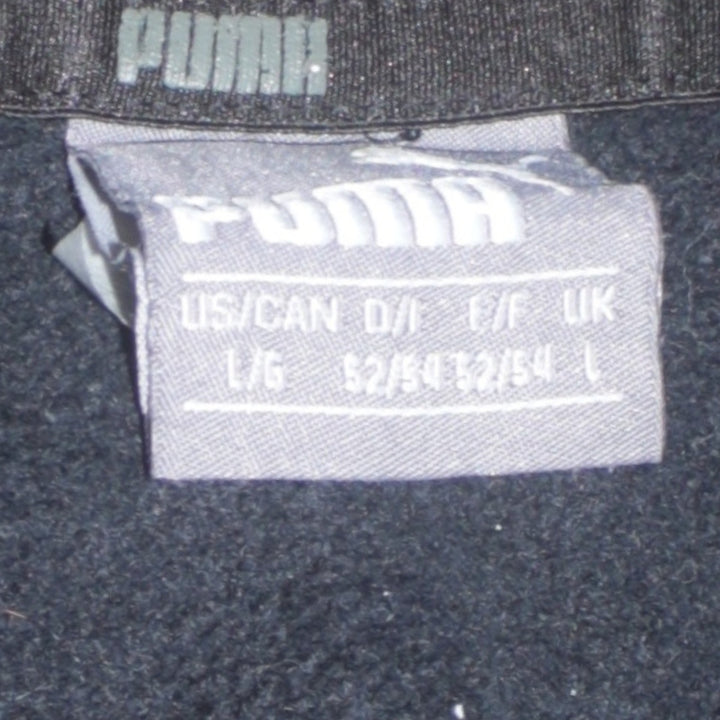 PUMA
PUMA
US/CAN D/I E/F UK
L/G 52/54 52/54 L